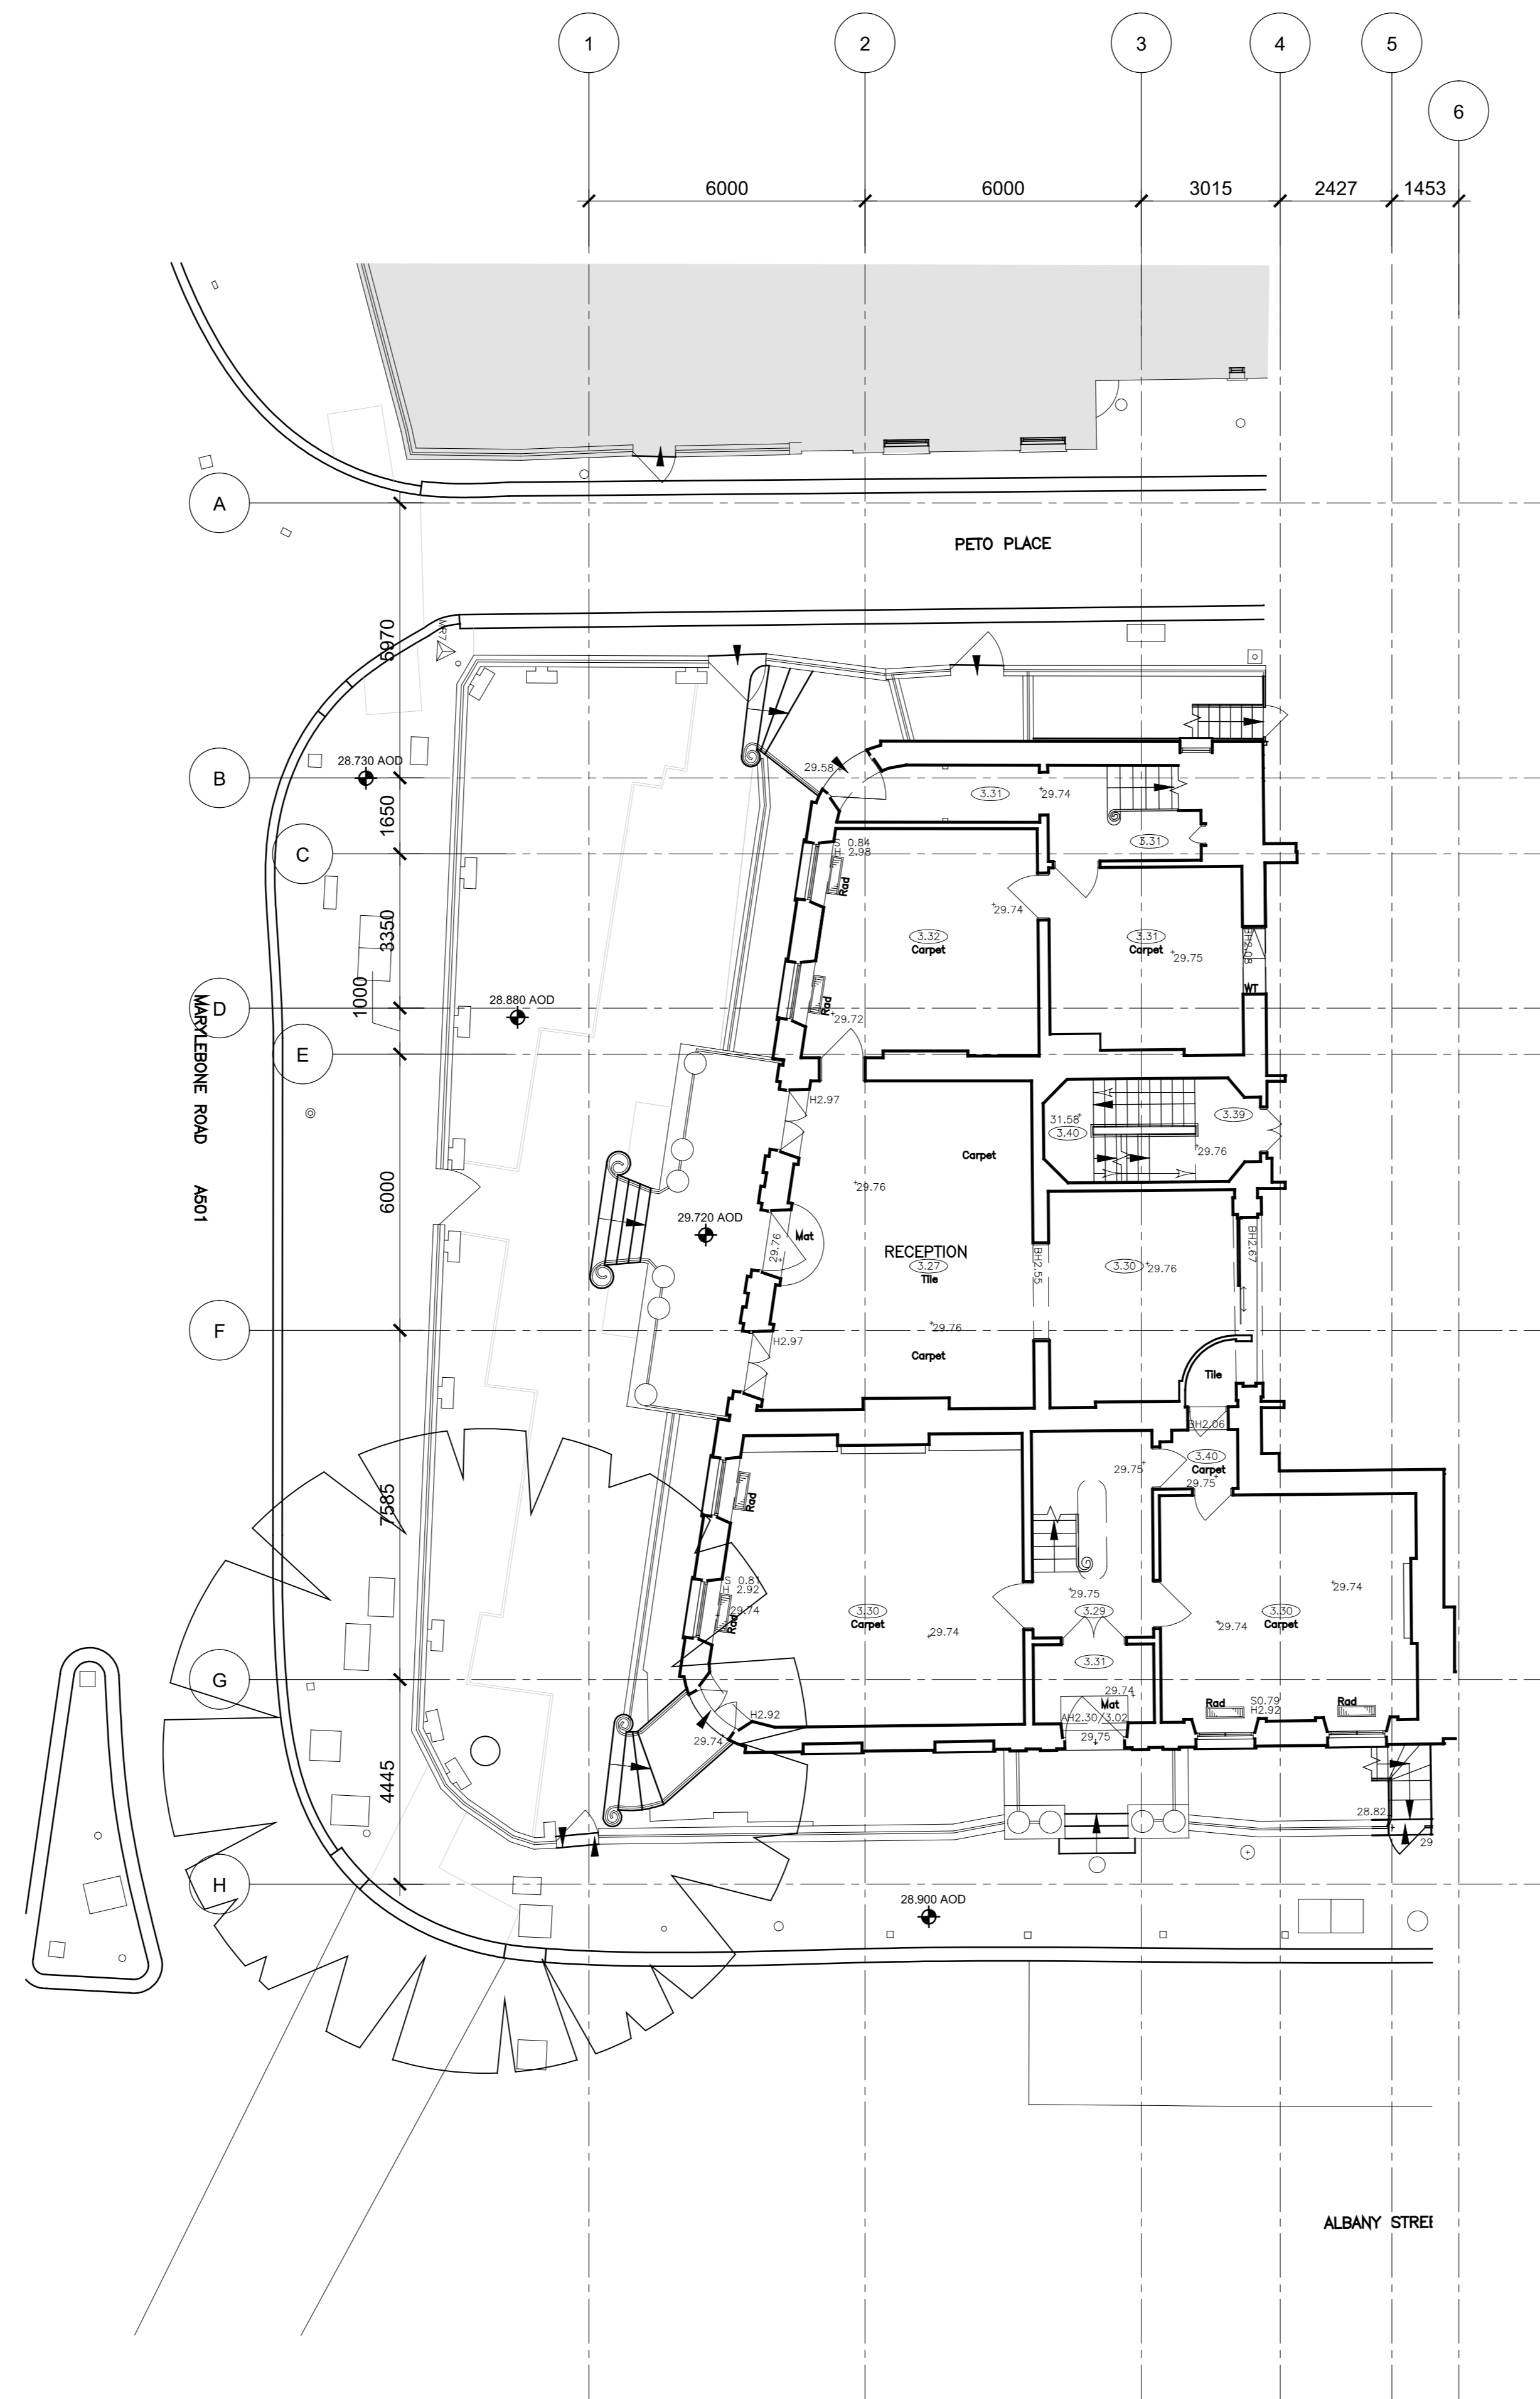 1
2
3
4
5
6
6000
6000
3015
2427
1453
A
PETO PLACE
5970
MR7
B
28.730 AOD
29.58
3.31
29.74
1650
C
3.31
S 0.84
H 2.98
Rad
3350
29.74
3.32
Carpet
3.31
Carpet
29.75
BH2.08
WT
28.880 AOD
1000
D
Rad
29.72
E
MARYLEBONE ROAD A501
H2.97
31.58
3.40
3.39
29.76
Carpet
29.76
6000
29.720 AOD
Mat
29.76
RECEPTION
3.27
Tile
BH2.55
3.30
29.76
BH2.67
F
29.76
H2.97
Carpet
Tile
BH2.06
3.40
Carpet
29.75
29.75
7585
Rad
S 0.81
H 2.92
29.74
Rad
3.30
Carpet
29.74
29.75
3.29
29.74
29.74
3.30
Carpet
3.31
G
29.74
Mat
AH2.30/3.02
29.75
H2.92
29.74
Rad
S0.79
H2.92
Rad
4445
28.82
29
H
28.900 AOD
ALBANY STREE